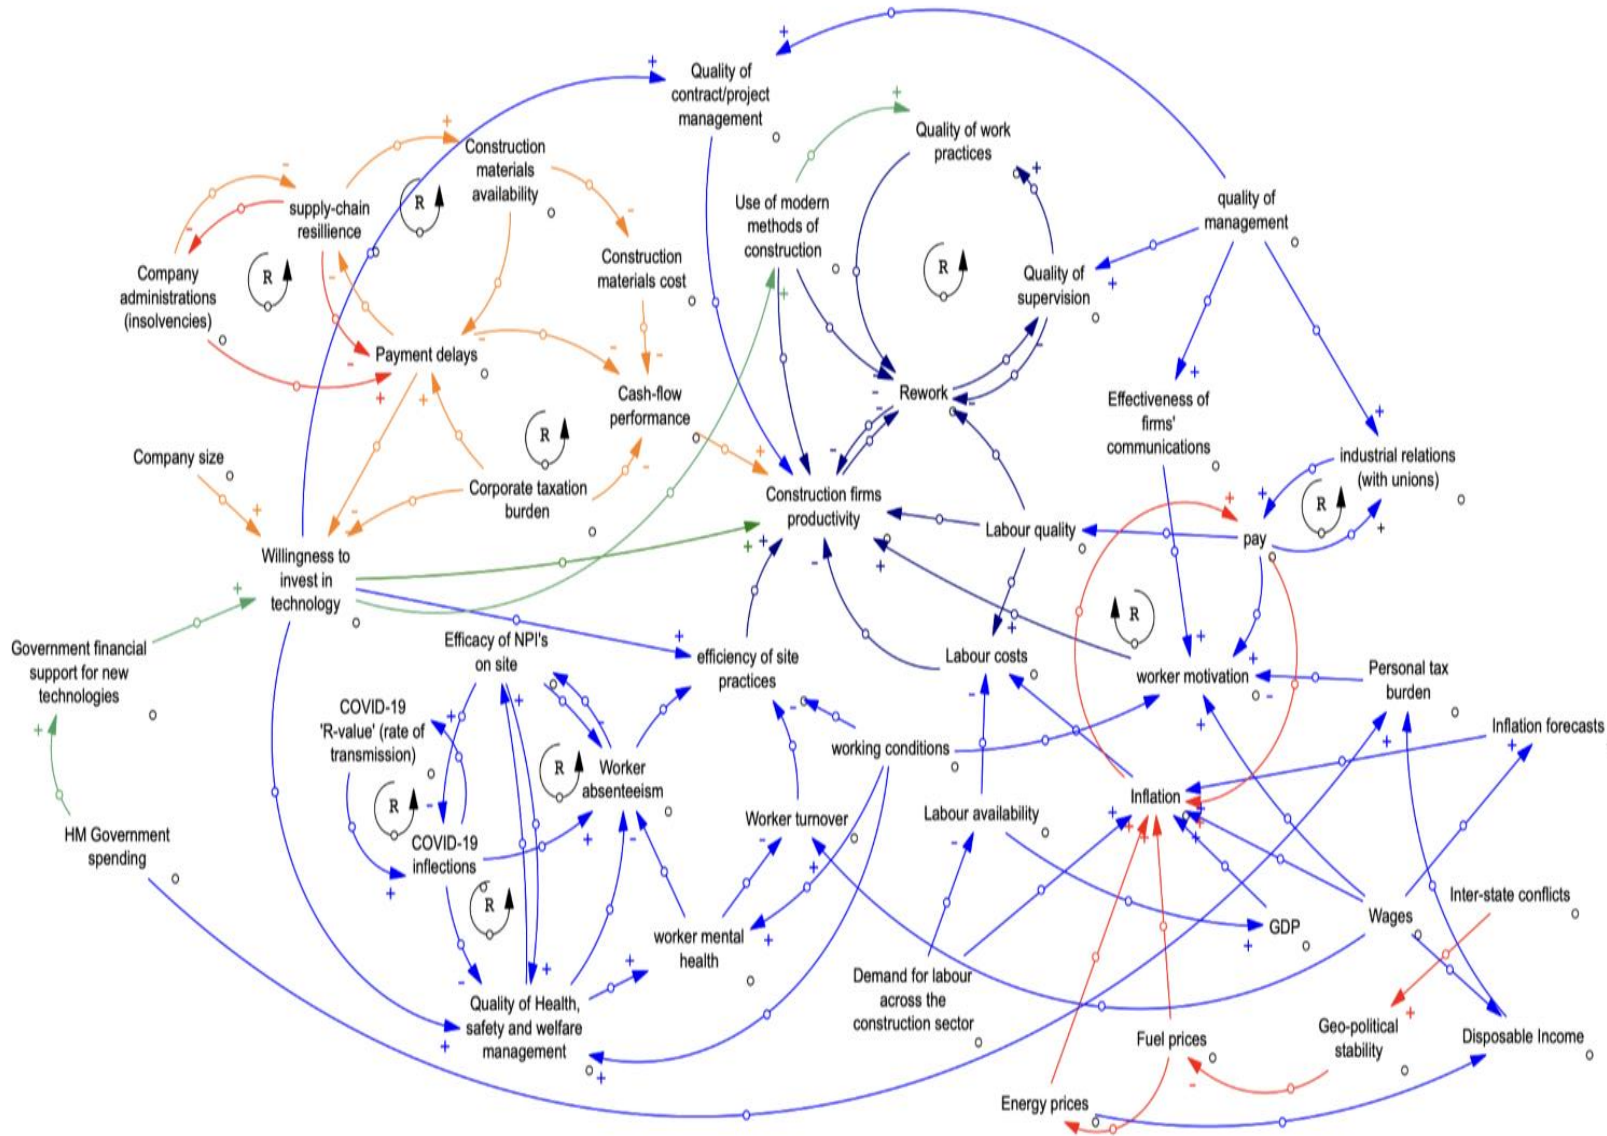 Quality of
contract/project
management
Quality of work
practices
Construction
materials
availability
supply-chain
resillience
Use of modern
methods of
construction
quality of
management
Company
administrations
(insolvencies)
Construction
materials cost
Quality of
supervision
Payment delays
Cash-flow
performance
Rework
Effectiveness of
firms'
communications
Company size
Corporate taxation
burden
Construction firms
productivity
Labour quality
pay
industrial relations
(with unions)
Willingness to
invest in
technology
Government financial
support for new
technologies
Efficacy of NPI's
on site
efficiency of site
practices
Labour costs
worker motivation
Personal tax
burden
COVID-19
'R-value' (rate of
transmission)
Inflation forecasts
working conditions
Worker
absenteeism
Inflation
Worker turnover
Labour availability
HM Government
spending
COVID-19
inflections
Inter-state conflicts
Wages
GDP
worker mental
health
Demand for labour
across the
construction sector
Quality of Health,
safety and welfare
management
Fuel prices
Geo-political
stability
Disposable Income
Energy prices
R
R
R
R
R
R
R
R
R